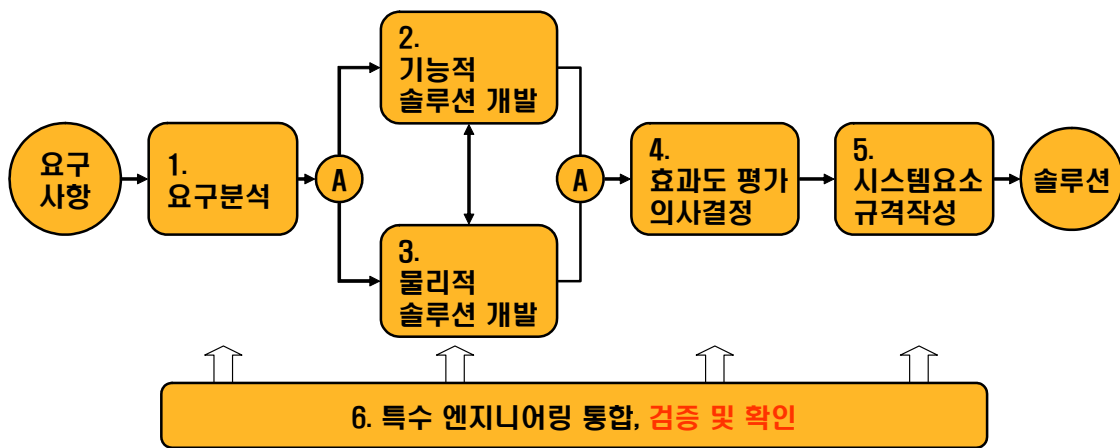 요구
사항
1.
요구분석
A
2.
기능적
솔루션 개발
3.
물리적
솔루션 개발
A
4.
효과도 평가
의사결정
5.
시스템요소
규격작성
솔루션
6. 특수 엔지니어링 통합, 검증 및 확인